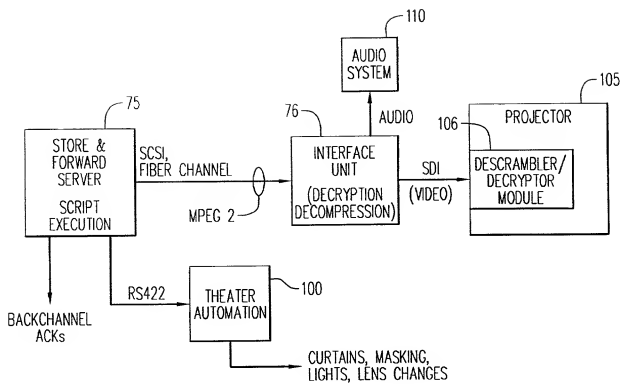 110
AUDIO
SYSTEM
75
76
105
106
AUDIO
PROJECTOR
STORE &
FORWARD
SERVER
SCRIPT
EXECUTION
SCSI,
FIBER CHANNEL
MPEG 2
INTERFACE
UNIT
(DECRYPTION
DECOMPRESSION)
SDI
(VIDEO)
DESCRAMBLER/
DECRYPTOR
MODULE
RS422
THEATER
AUTOMATION
100
BACKCHANNEL
ACKs
CURTAINS, MASKING,
LIGHTS, LENS CHANGES